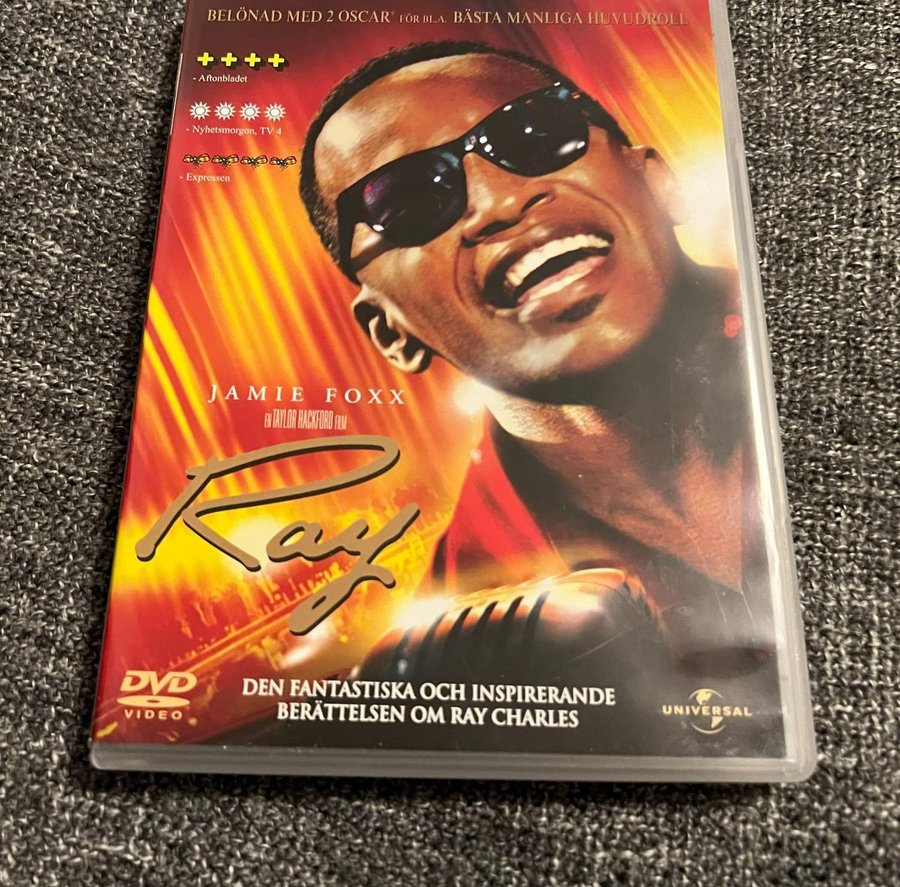 BELÖNAD MED 2 OSCAR® FÖR BL.A. BÄSTA MANLIGA HUVUDROLL
- Aftonbladet
- Nyhetsmorgon, TV 4
- Expressen
JAMIE FOXX
EN TAYLOR HACKFORD FILM
Ray
DVD
VIDEO
DEN FANTASTISKA OCH INSPIRERANDE
BERÄTTELSEN OM RAY CHARLES
UNIVERSAL